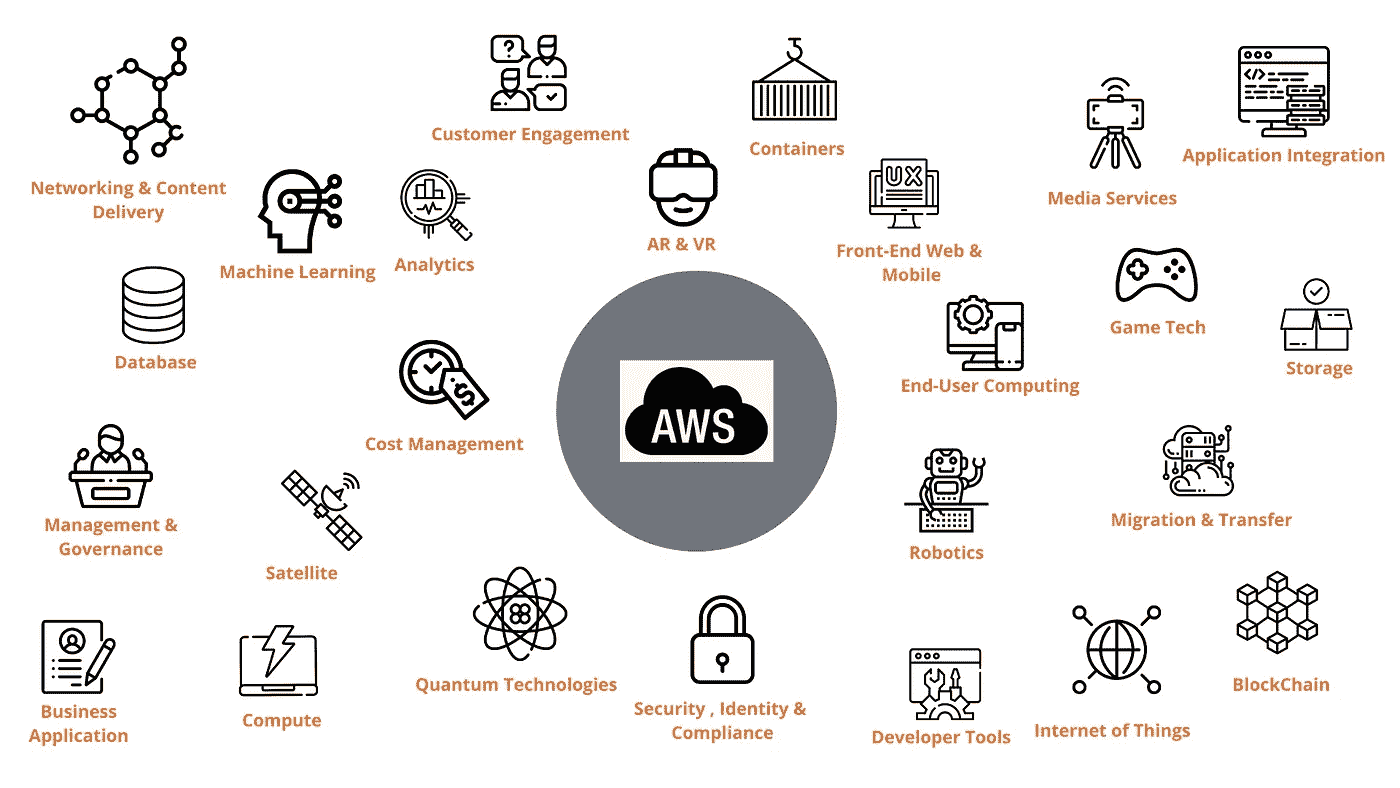 Customer Engagement
Containers
Application Integration
Networking & Content
Delivery
Machine Learning
Analytics
AR & VR
UX
Front-End Web &
Mobile
Media Services
Database
Game Tech
Storage
End-User Computing
Cost Management
$
AWS
Management &
Governance
Satellite
Robotics
Migration & Transfer
Business
Application
Compute
Quantum Technologies
Security , Identity &
Compliance
Developer Tools
Internet of Things
BlockChain
?
</>